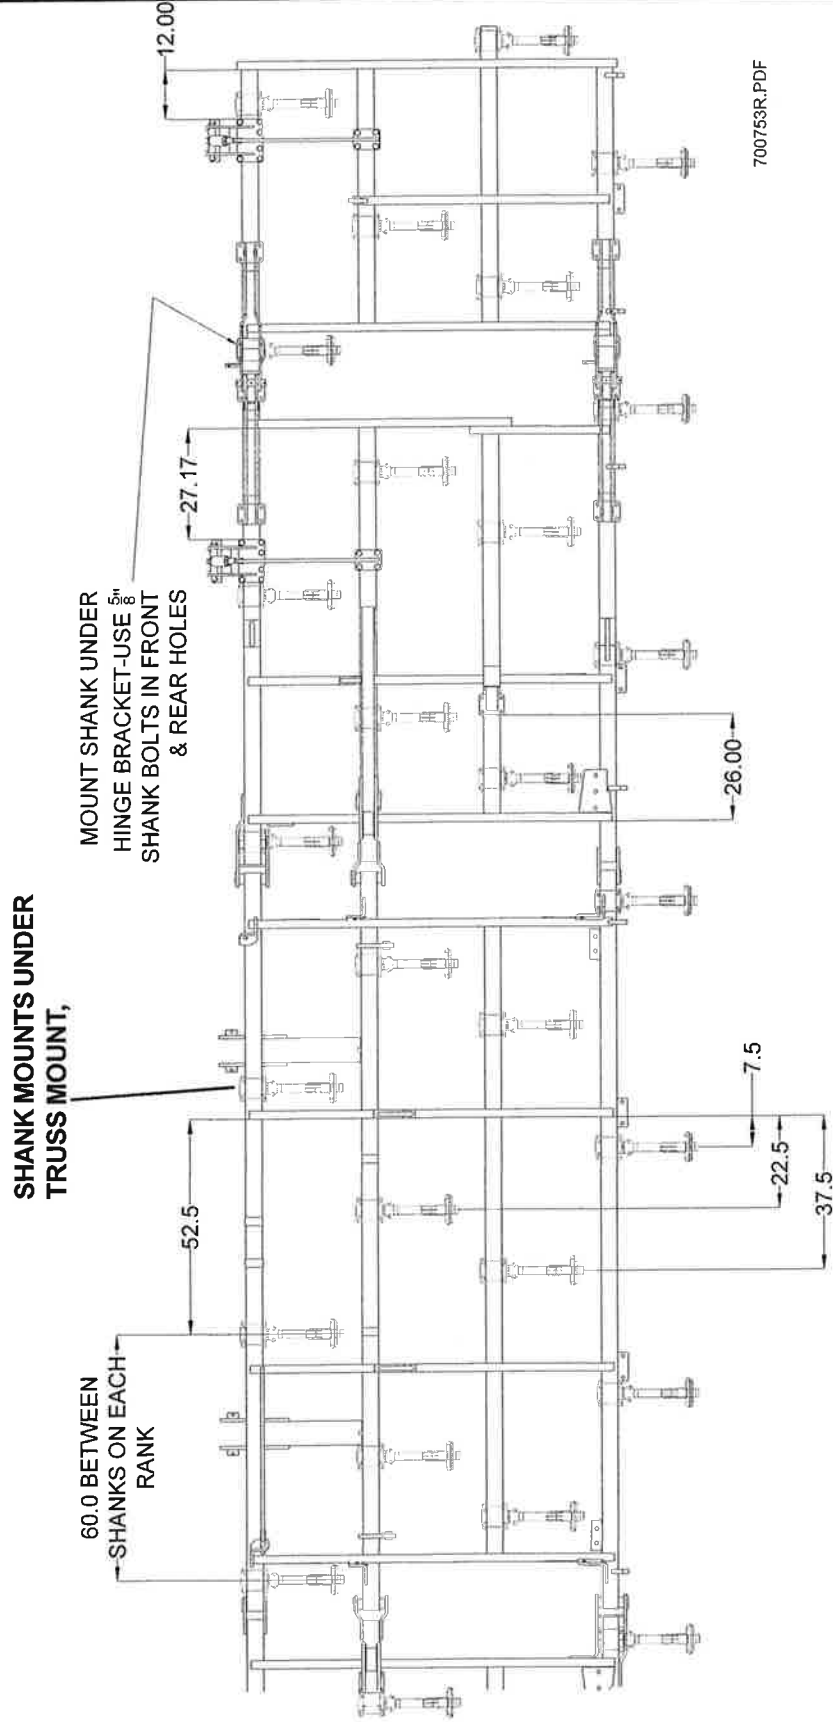 SHANK MOUNTS UNDER
TRUSS MOUNT,
MOUNT SHANK UNDER
HINGE BRACKET-USE 5/8"
SHANK BOLTS IN FRONT
& REAR HOLES
60.0 BETWEEN
SHANKS ON EACH
RANK
52.5
27.17
12.00
26.00
7.5
22.5
37.5
700753R.PDF